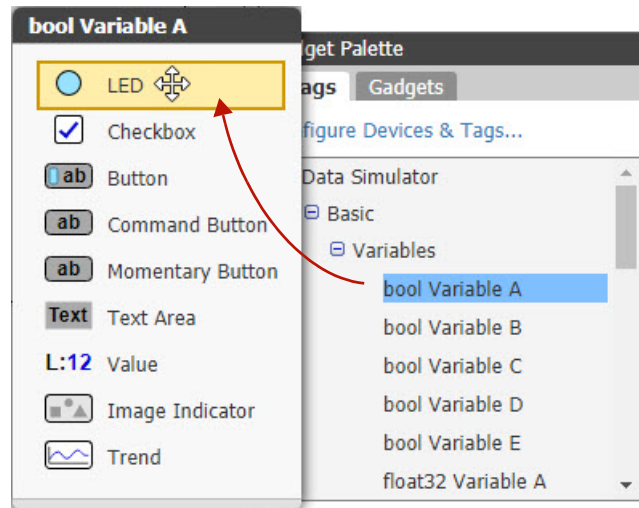 bool Variable A
LED
Checkbox
ab Button
ab Command Button
ab Momentary Button
Text Text Area
L:12 Value
Image Indicator
Trend
get Palette
ags Gadgets
figure Devices & Tags...
Data Simulator
Basic
Variables
bool Variable A
bool Variable B
bool Variable C
bool Variable D
bool Variable E
float32 Variable A